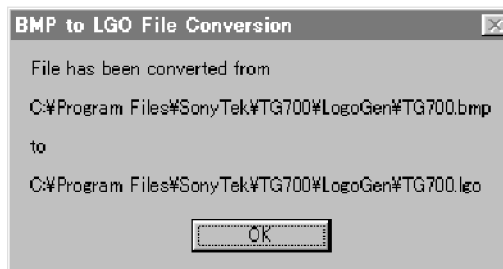 BMP to LGO File Conversion
File has been converted from
C:¥Program Files¥SonyTek¥TG700¥LogoGen¥TG700.bmp
to
C:¥Program Files¥SonyTek¥TG700¥LogoGen¥TG700.lgo
OK